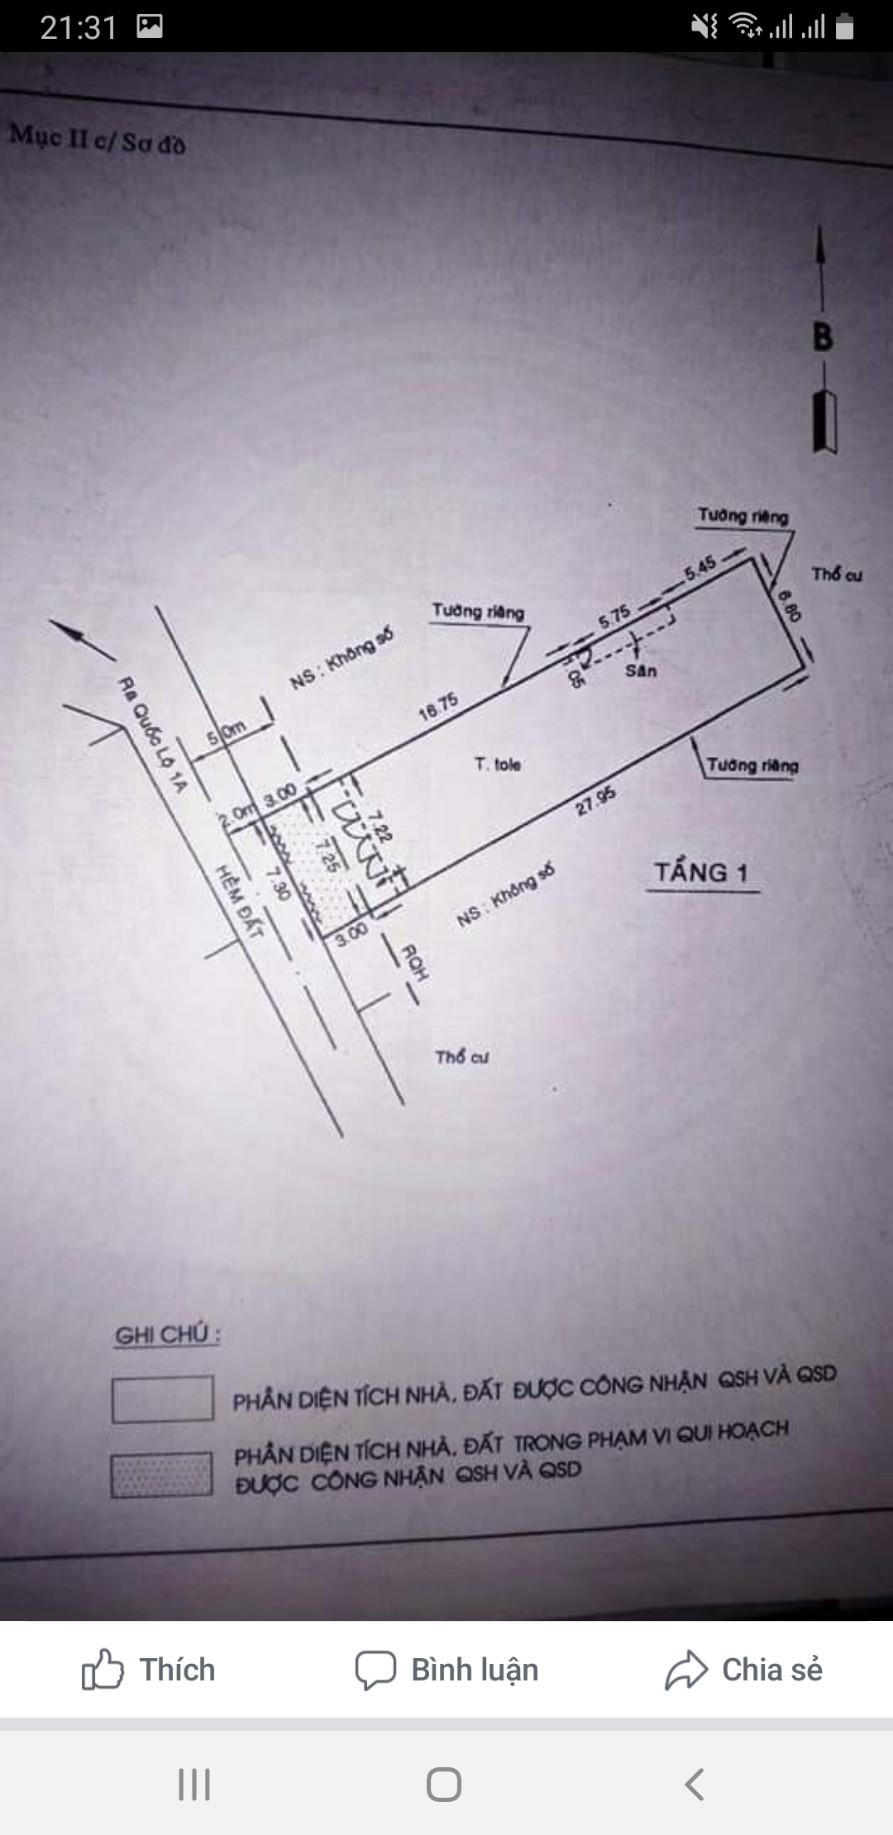 21:31
Mục II c/ Sơ đồ
B
Tường riêng
Thổ cư
5.45
6.80
5.75
Tường riêng
NS : Không số
Sân
.05
16.75
Ra Quốc Lộ 1A
5,0m
T. tole
Tường riêng
27.95
2.0m
3.00
7.22
7.25
7.30
TẦNG 1
HẺM ĐẤT
NS : Không số
3.00
RQH
Thổ cư
GHI CHÚ :
PHẦN DIỆN TÍCH NHÀ, ĐẤT ĐƯỢC CÔNG NHẬN QSH VÀ QSD
PHẦN DIỆN TÍCH NHÀ, ĐẤT TRONG PHẠM VI QUI HOẠCH
ĐƯỢC CÔNG NHẬN QSH VÀ QSD
Thích
Bình luận
Chia sẻ